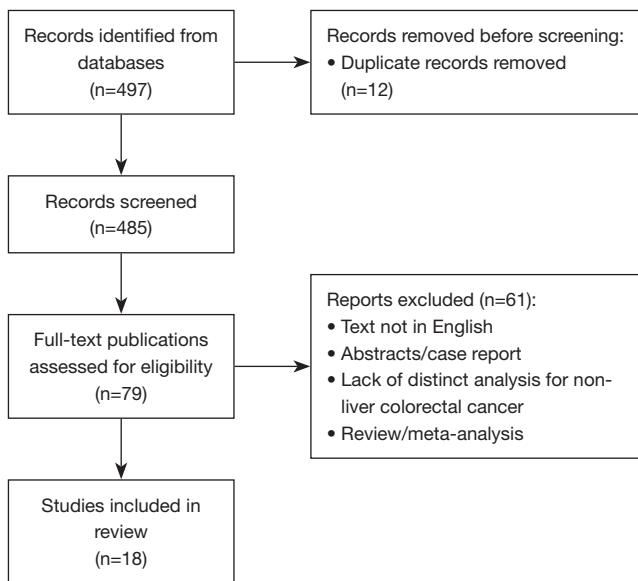 Records identified from
databases
(n=497)
Records removed before screening:
• Duplicate records removed
(n=12)
Records screened
(n=485)
Full-text publications
assessed for eligibility
(n=79)
Reports excluded (n=61):
• Text not in English
• Abstracts/case report
• Lack of distinct analysis for non-
liver colorectal cancer
• Review/meta-analysis
Studies included in
review
(n=18)